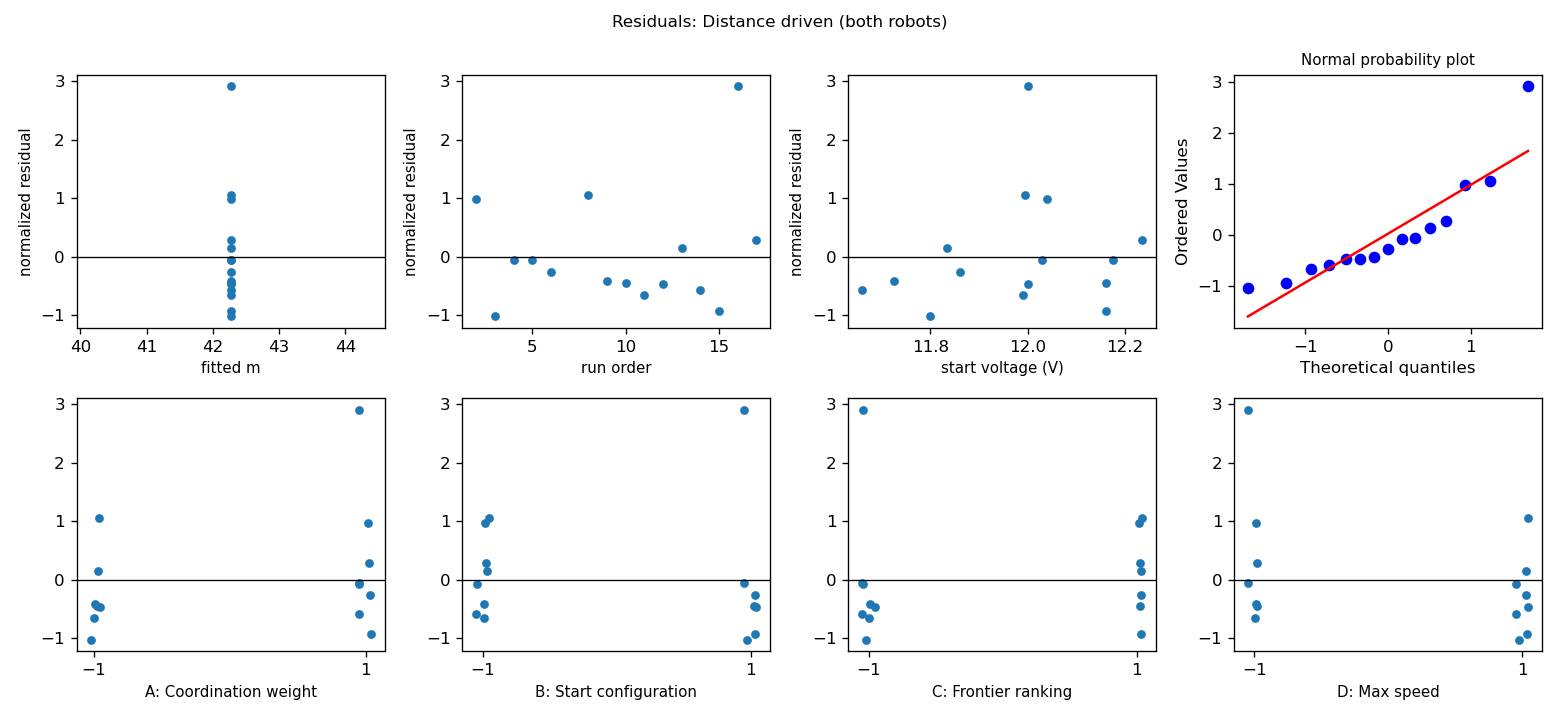 Residuals: Distance driven (both robots)
Normal probability plot
normalized residual
3
2
1
0
−1
40 41 42 43 44
fitted m
normalized residual
3
2
1
0
−1
5 10 15
run order
normalized residual
3
2
1
0
−1
11.8 12.0 12.2
start voltage (V)
Ordered Values
3
2
1
0
−1
−1 0 1
Theoretical quantiles
3
2
1
0
−1
−1 1
A: Coordination weight
3
2
1
0
−1
−1 1
B: Start configuration
3
2
1
0
−1
−1 1
C: Frontier ranking
3
2
1
0
−1
−1 1
D: Max speed